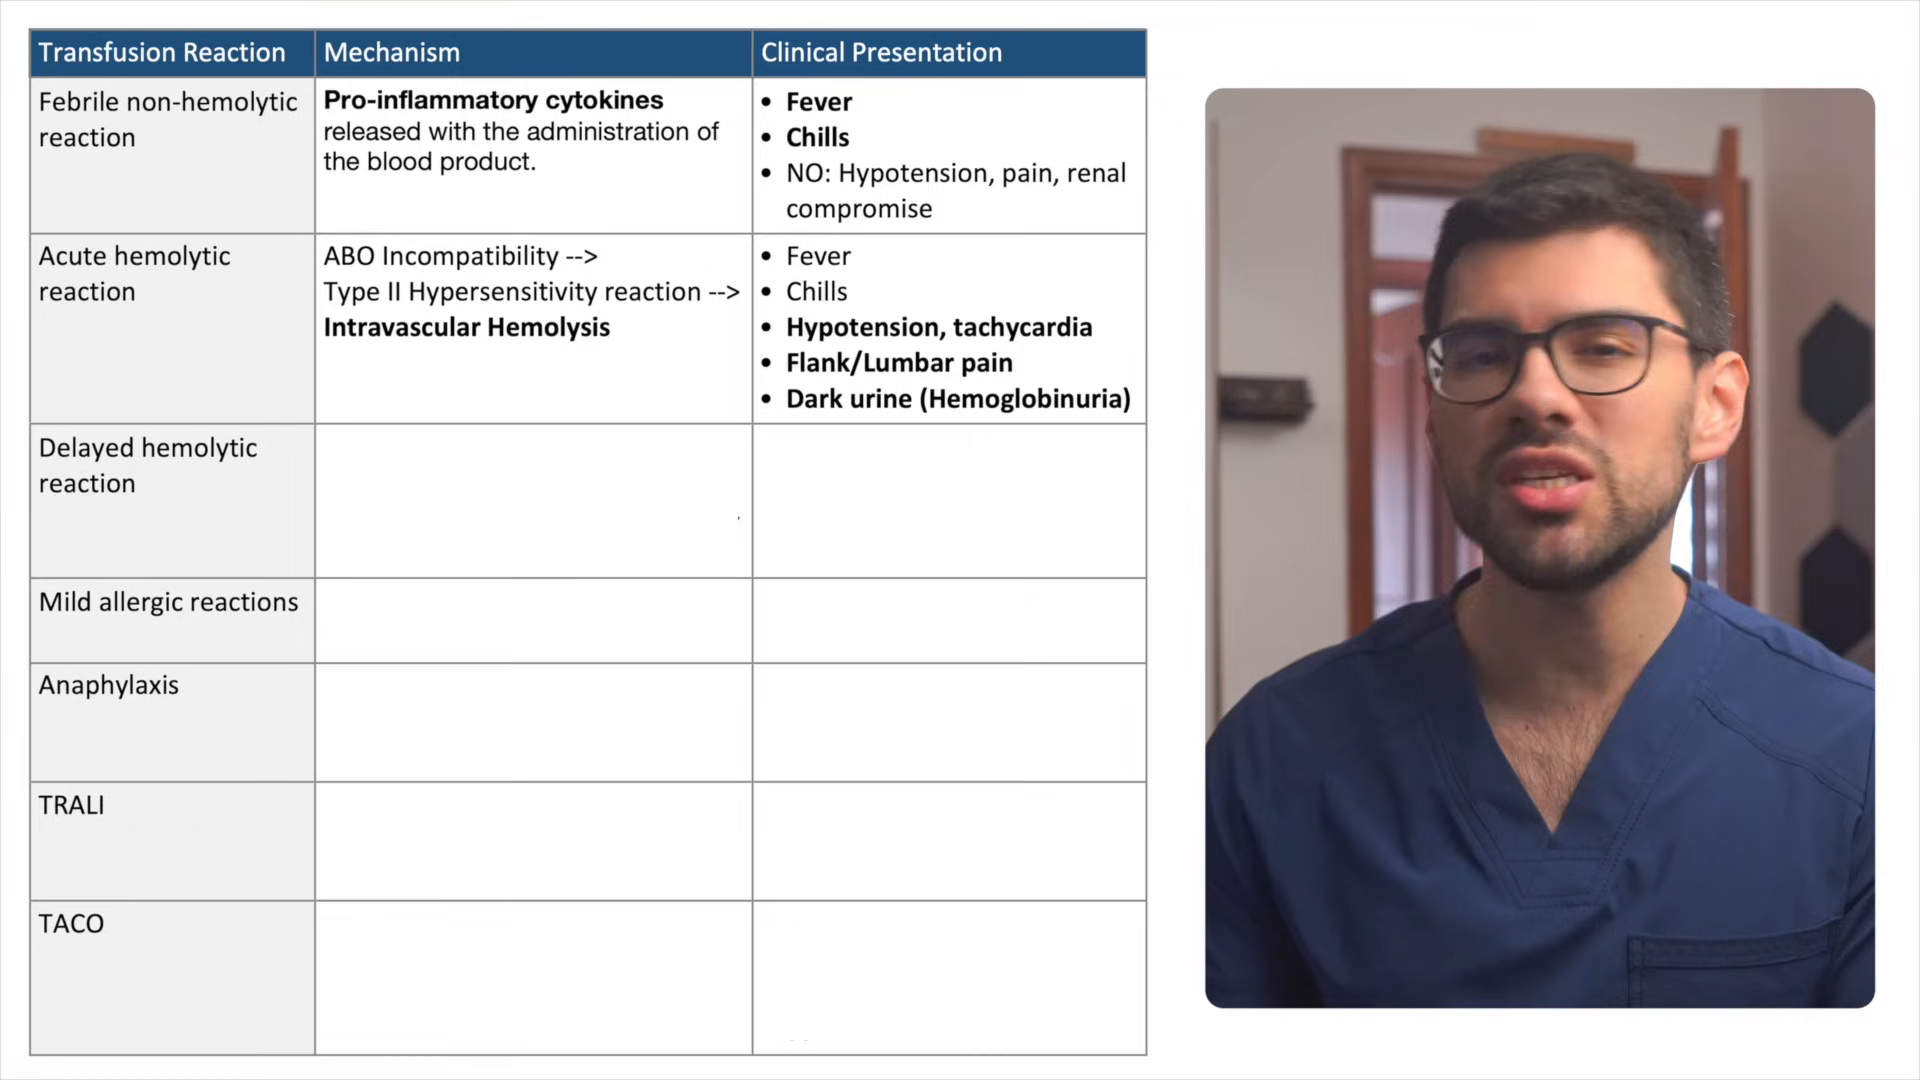 Transfusion Reaction
Mechanism
Clinical Presentation
Febrile non-hemolytic
reaction
Pro-inflammatory cytokines
released with the administration of
the blood product.
• Fever
• Chills
• NO: Hypotension, pain, renal
compromise
Acute hemolytic
reaction
ABO Incompatibility -->
Type II Hypersensitivity reaction -->
Intravascular Hemolysis
• Fever
• Chills
• Hypotension, tachycardia
• Flank/Lumbar pain
• Dark urine (Hemoglobinuria)
Delayed hemolytic
reaction
Mild allergic reactions
Anaphylaxis
TRALI
TACO